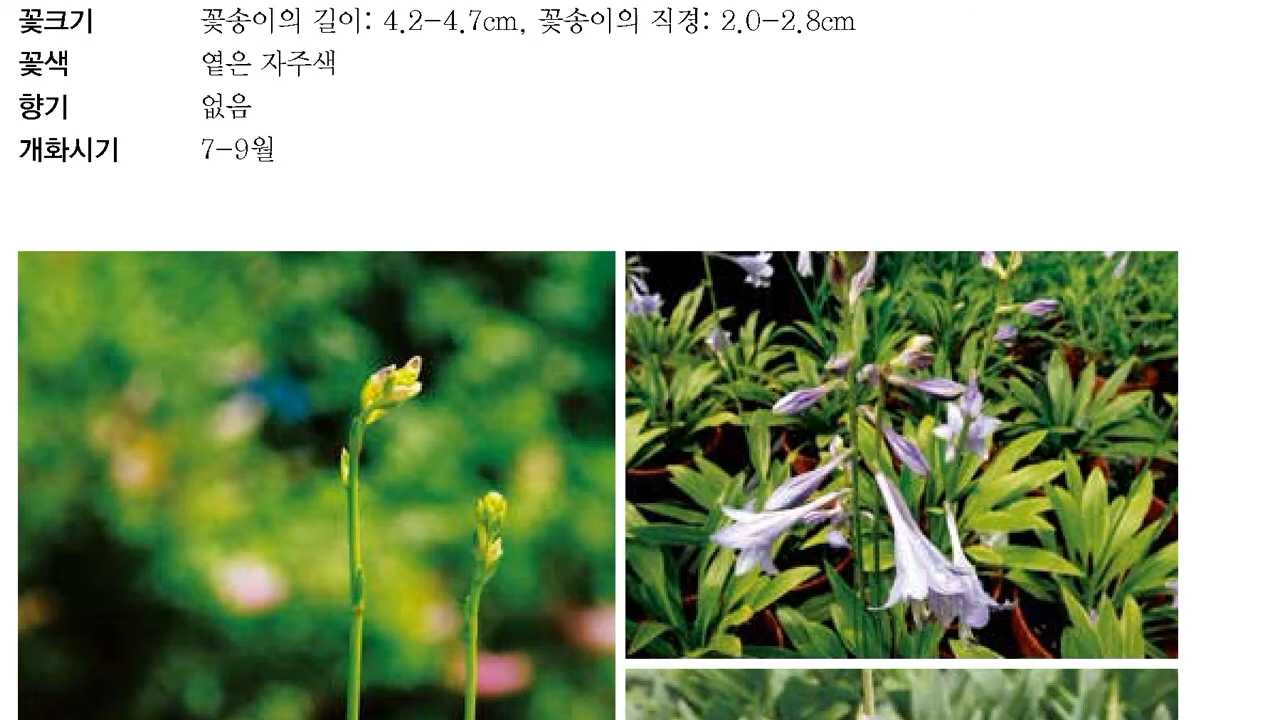 꽃크기 꽃송이의 길이: 4.2-4.7cm, 꽃송이의 직경: 2.0-2.8cm
꽃색 옅은 자주색
향기 없음
개화시기 7-9월